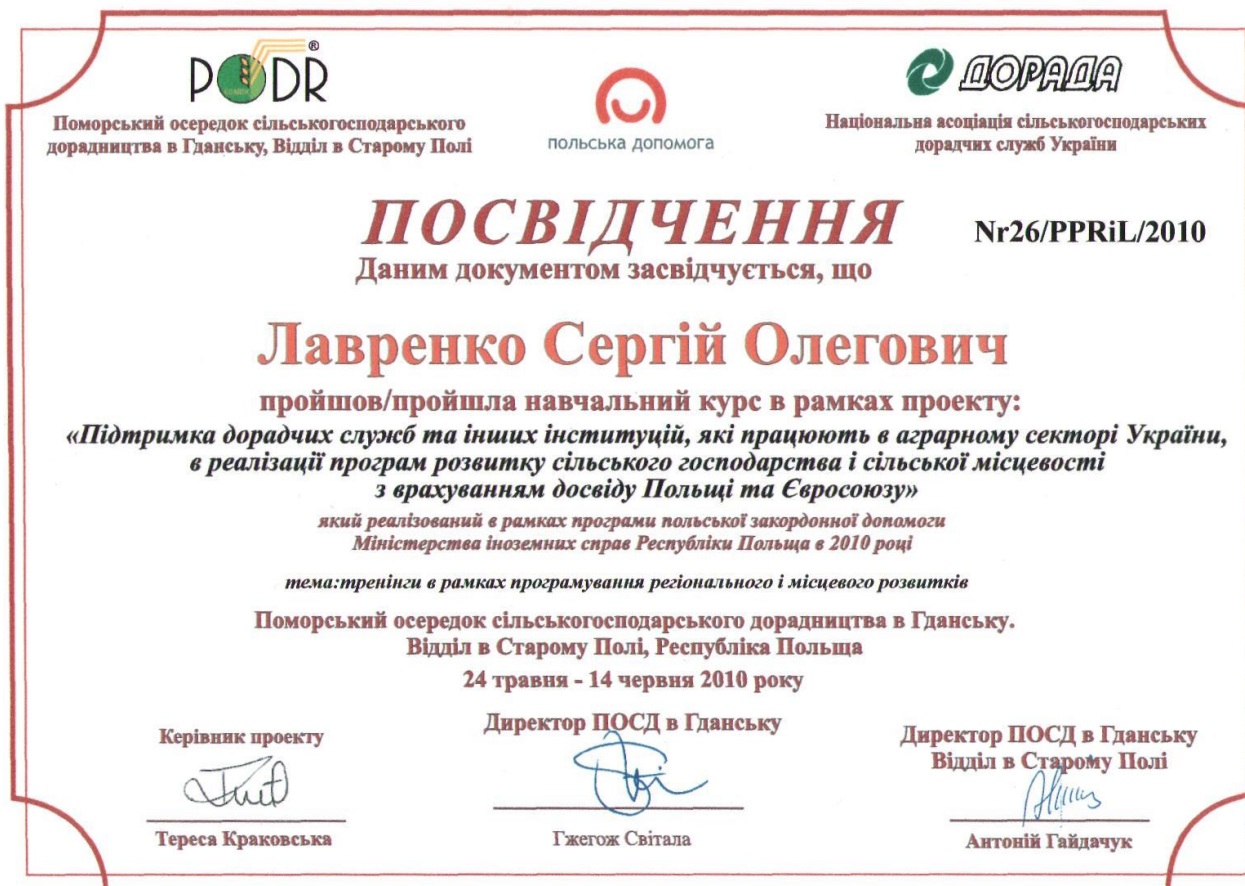 PODR®
Поморський осередок сільськогосподарського
дорадництва в Гданську, Відділ в Старому Полі
польська допомога
ДОРАДА
Національна асоціація сільськогосподарських
дорадчих служб України
ПОСВІДЧЕННЯ
Nr26/PPRiL/2010
Даним документом засвідчується, що
Лавренко Сергій Олегович
пройшов/пройшла навчальний курс в рамках проекту:
«Підтримка дорадчих служб та інших інституцій, які працюють в аграрному секторі України,
в реалізації програм розвитку сільського господарства і сільської місцевості
з врахуванням досвіду Польщі та Євросоюзу»
який реалізований в рамках програми польської закордонної допомоги
Міністерства іноземних справ Республіки Польща в 2010 році
тема:тренінги в рамках програмування регіонального і місцевого розвитків
Поморський осередок сільськогосподарського дорадництва в Гданську.
Відділ в Старому Полі, Республіка Польща
24 травня - 14 червня 2010 року
Керівник проекту
Тереса Краковська
Директор ПОСД в Гданську
Гжегож Світала
Директор ПОСД в Гданську
Відділ в Старому Полі
Антоній Гайдачук